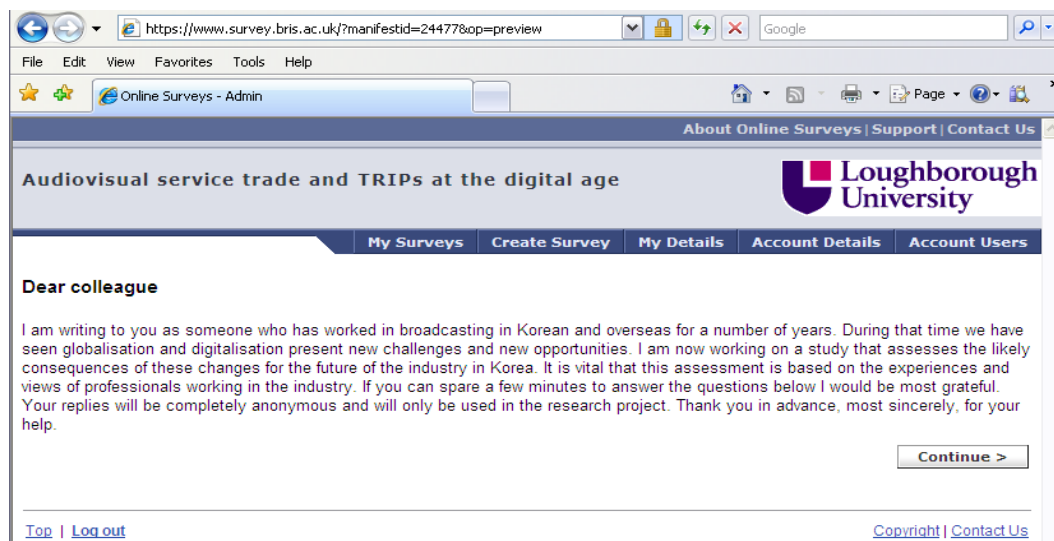 https://www.survey.bris.ac.uk/?manifestid=24477&op=preview
Google
File Edit View Favorites Tools Help
Online Surveys - Admin
Page
About Online Surveys | Support | Contact Us
Audiovisual service trade and TRIPs at the digital age
Loughborough
University
My Surveys Create Survey My Details Account Details Account Users
Dear colleague
I am writing to you as someone who has worked in broadcasting in Korean and overseas for a number of years. During that time we have
seen globalisation and digitalisation present new challenges and new opportunities. I am now working on a study that assesses the likely
consequences of these changes for the future of the industry in Korea. It is vital that this assessment is based on the experiences and
views of professionals working in the industry. If you can spare a few minutes to answer the questions below I would be most grateful.
Your replies will be completely anonymous and will only be used in the research project. Thank you in advance, most sincerely, for your
help.
Continue >
Top | Log out
Copyright | Contact Us